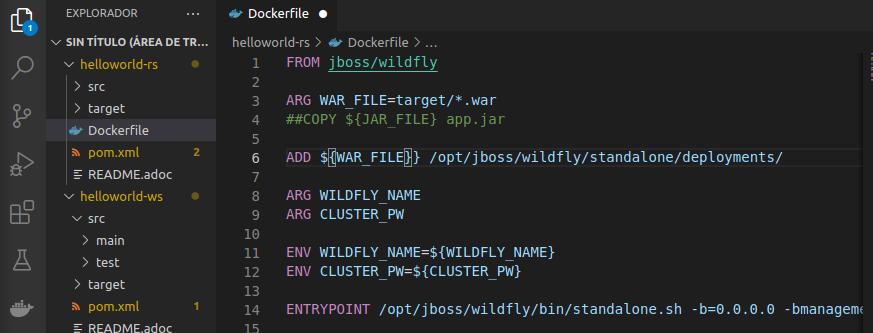 EXPLORADOR
...
Dockerfile
1
SIN TÍTULO (ÁREA DE TR...
helloworld-rs > Dockerfile > ...
helloworld-rs
src
target
Dockerfile
pom.xml 2
README.adoc
helloworld-ws
src
main
test
target
pom.xml 1
README.adoc
1 FROM jboss/wildfly
2
3 ARG WAR_FILE=target/*.war
4 ##COPY ${JAR_FILE} app.jar
5
6 ADD ${WAR_FILE}} /opt/jboss/wildfly/standalone/deployments/
7
8 ARG WILDFLY_NAME
9 ARG CLUSTER_PW
10
11 ENV WILDFLY_NAME=${WILDFLY_NAME}
12 ENV CLUSTER_PW=${CLUSTER_PW}
13
14 ENTRYPOINT /opt/jboss/wildfly/bin/standalone.sh -b=0.0.0.0 -bmanageme
15